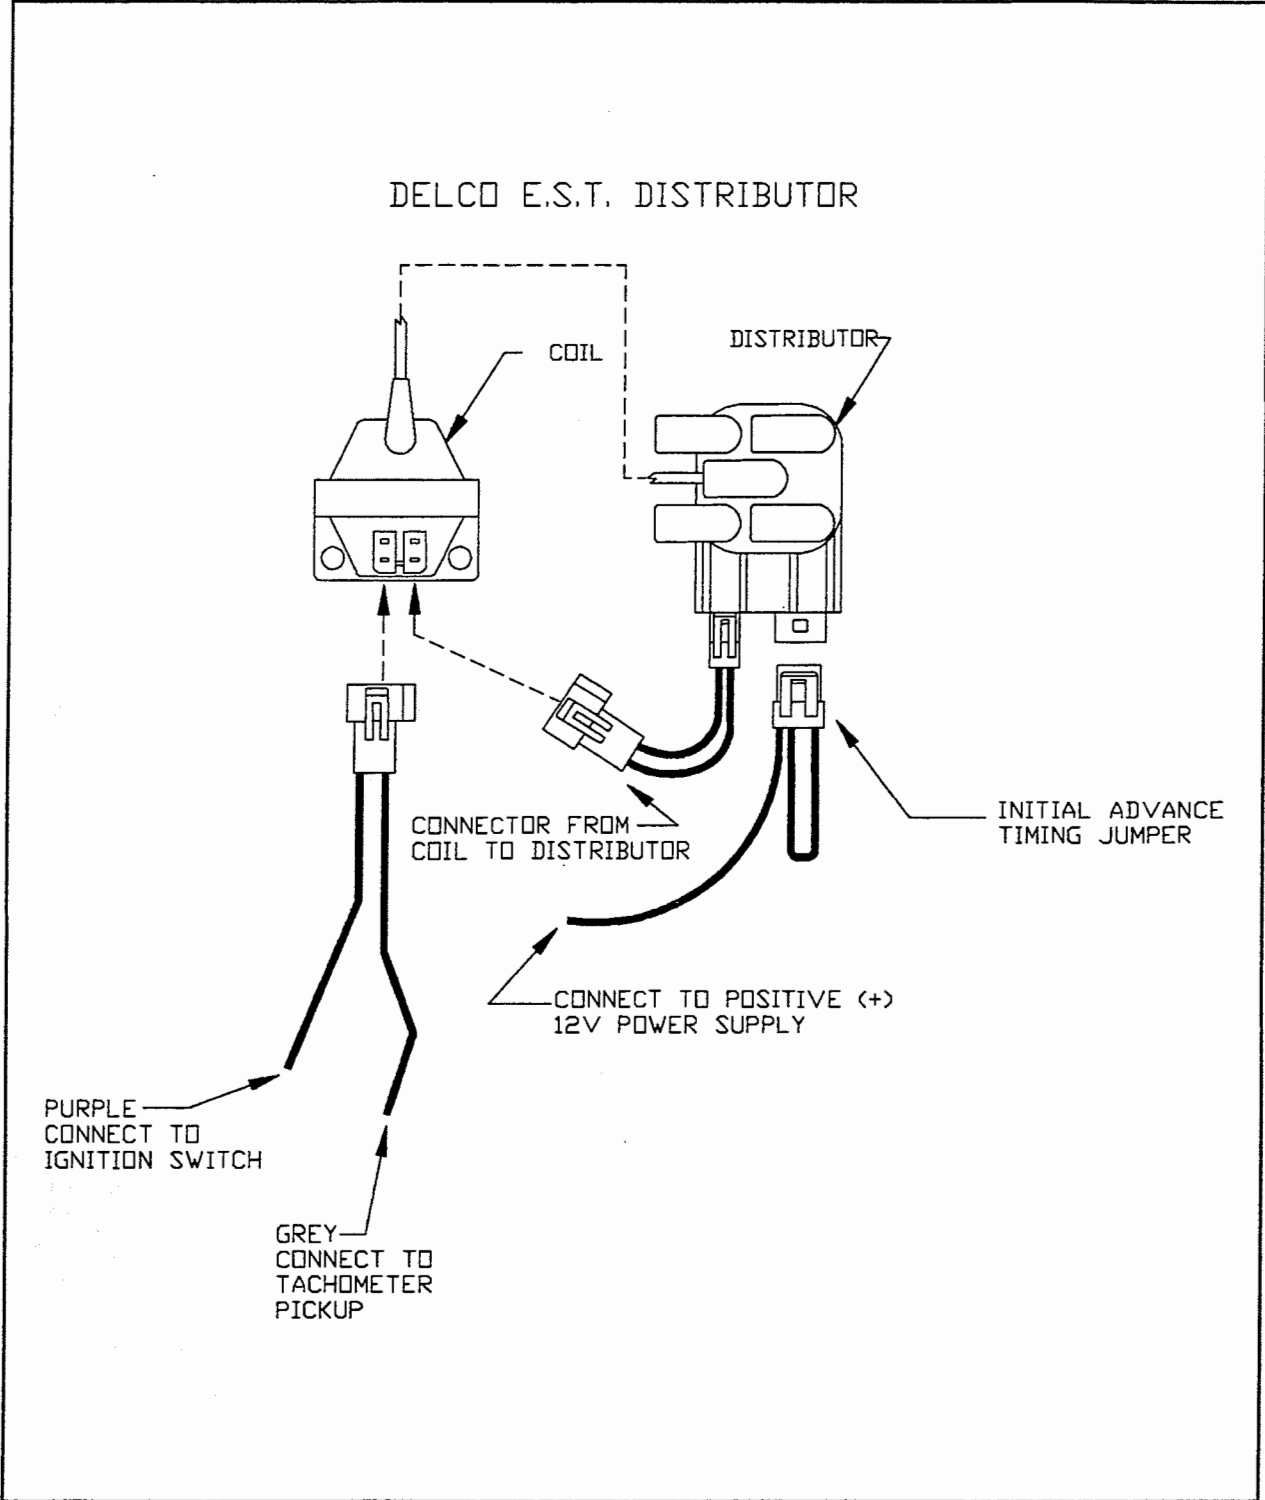 DELCO E.S.T. DISTRIBUTOR
COIL
DISTRIBUTOR
INITIAL ADVANCE
TIMING JUMPER
CONNECTOR FROM
COIL TO DISTRIBUTOR
CONNECT TO POSITIVE (+)
12V POWER SUPPLY
PURPLE
CONNECT TO
IGNITION SWITCH
GREY
CONNECT TO
TACHOMETER
PICKUP